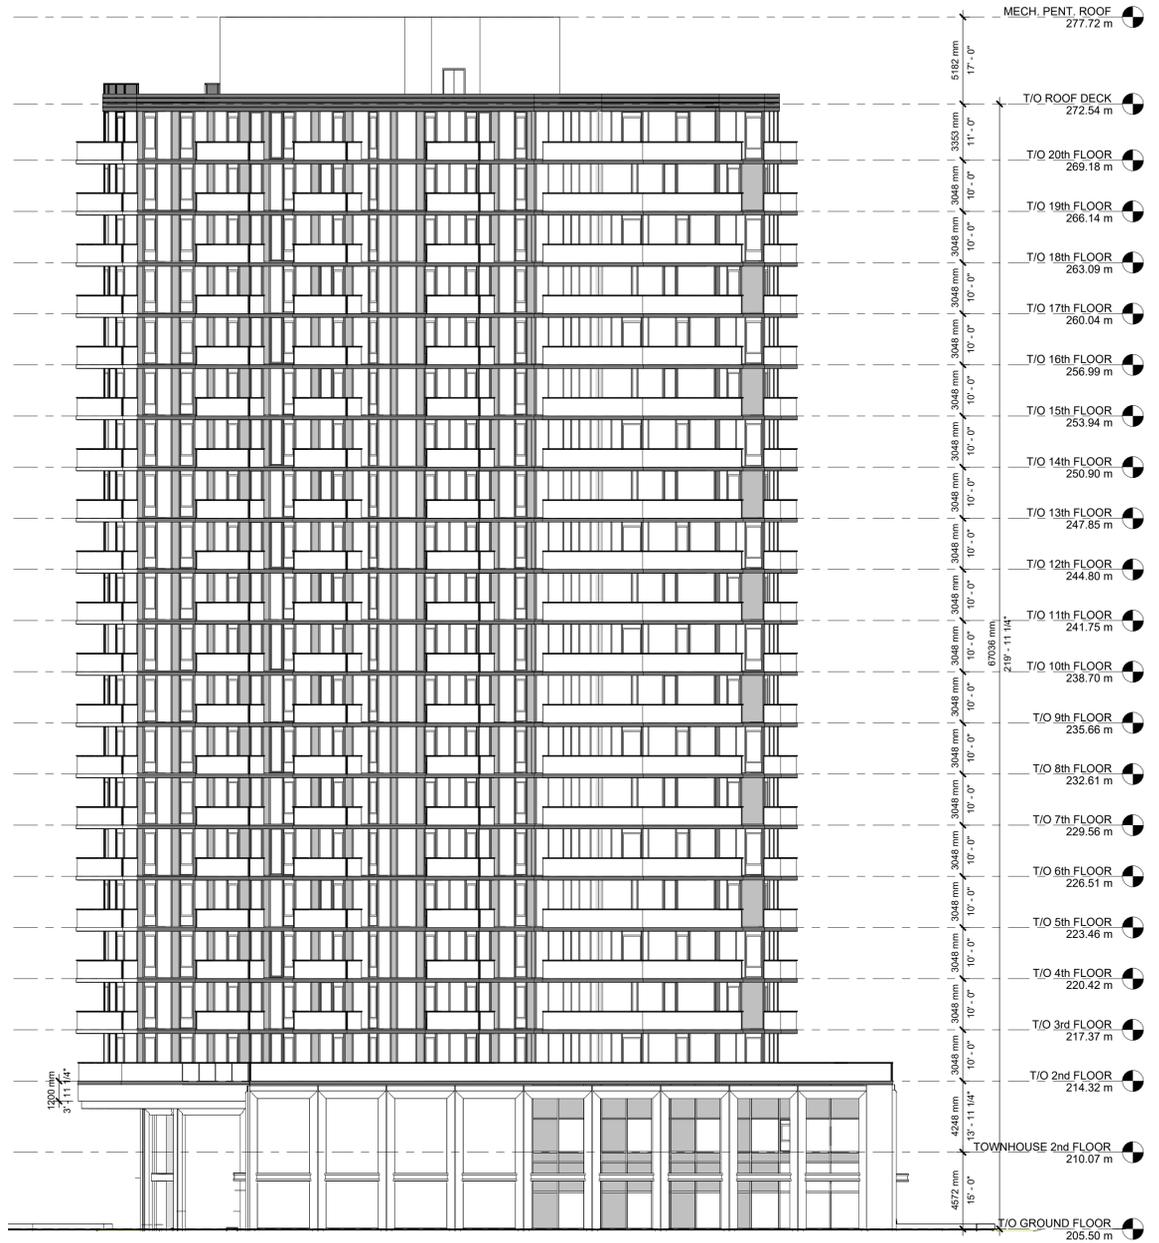 MECH. PENT. ROOF
277.72 m
5182 mm
17' - 0"
T/O ROOF DECK
272.54 m
3353 mm
11' - 0"
T/O 20th FLOOR
269.18 m
3048 mm
10' - 0"
T/O 19th FLOOR
266.14 m
3048 mm
10' - 0"
T/O 18th FLOOR
263.09 m
3048 mm
10' - 0"
T/O 17th FLOOR
260.04 m
3048 mm
10' - 0"
T/O 16th FLOOR
256.99 m
3048 mm
10' - 0"
T/O 15th FLOOR
253.94 m
3048 mm
10' - 0"
T/O 14th FLOOR
250.90 m
3048 mm
10' - 0"
T/O 13th FLOOR
247.85 m
3048 mm
10' - 0"
T/O 12th FLOOR
244.80 m
3048 mm
10' - 0"
T/O 11th FLOOR
241.75 m
67036 mm
219' - 11 1/4"
3048 mm
10' - 0"
T/O 10th FLOOR
238.70 m
3048 mm
10' - 0"
T/O 9th FLOOR
235.66 m
3048 mm
10' - 0"
T/O 8th FLOOR
232.61 m
3048 mm
10' - 0"
T/O 7th FLOOR
229.56 m
3048 mm
10' - 0"
T/O 6th FLOOR
226.51 m
3048 mm
10' - 0"
T/O 5th FLOOR
223.46 m
3048 mm
10' - 0"
T/O 4th FLOOR
220.42 m
3048 mm
10' - 0"
T/O 3rd FLOOR
217.37 m
3048 mm
10' - 0"
T/O 2nd FLOOR
214.32 m
1200 mm
3' - 11 1/4"
4248 mm
13' - 11 1/4"
TOWNHOUSE 2nd FLOOR
210.07 m
4572 mm
15' - 0"
T/O GROUND FLOOR
205.50 m